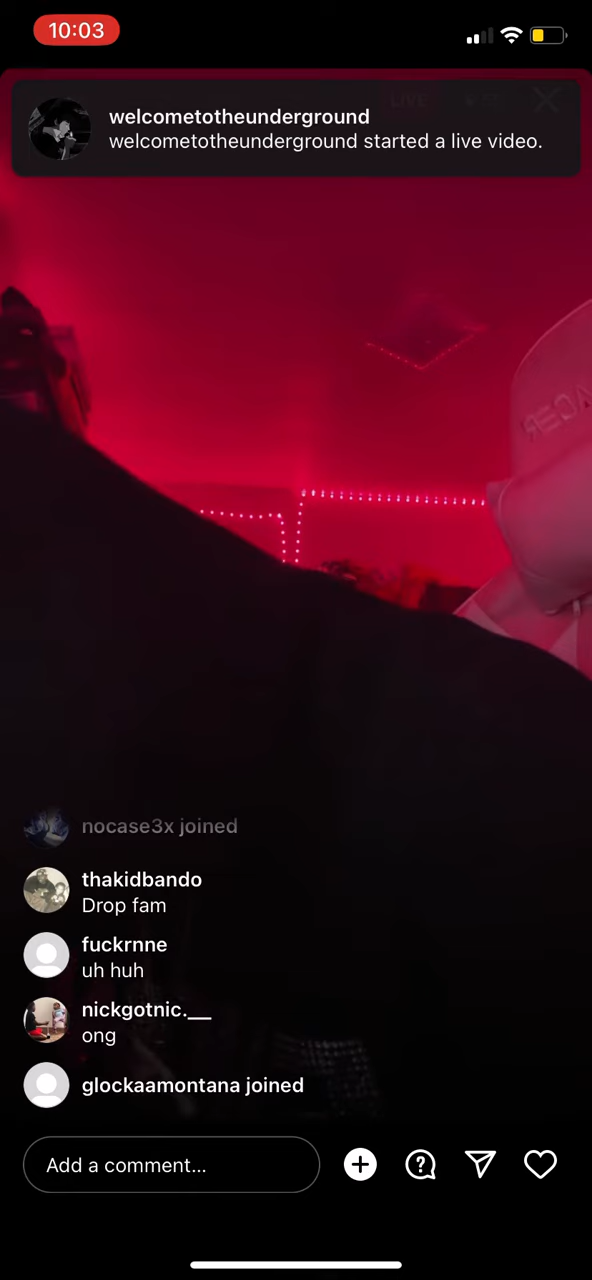 10:03
welcometotheunderground
welcometotheunderground started a live video.
LIVE
nocase3x joined
thakidbando
Drop fam
fuckrnne
uh huh
nickgotnic.__
ong
glockaamontana joined
Add a comment...